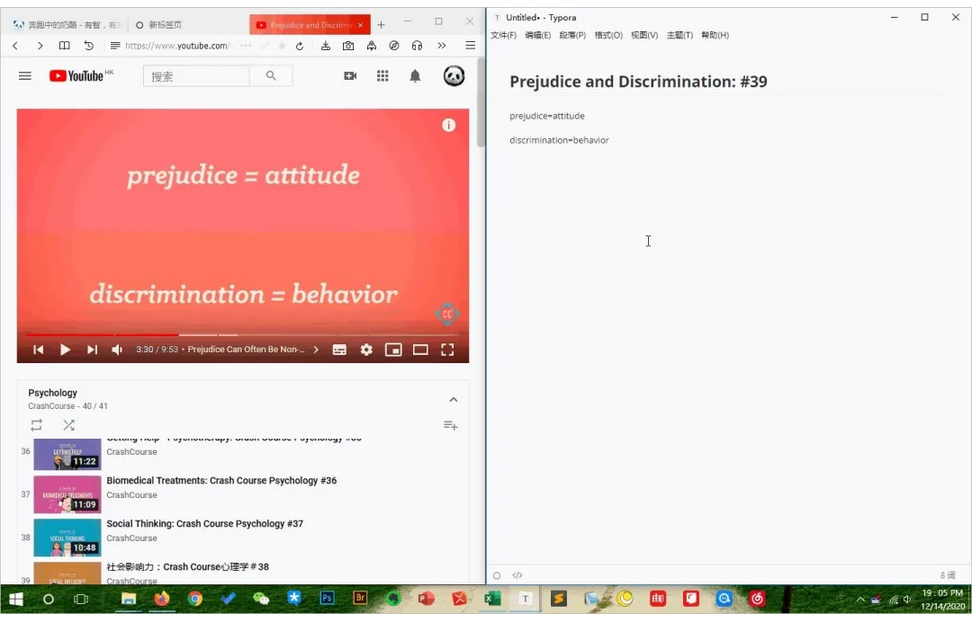 奔跑中的奶酪 - 有智，有
新标签页
Prejudice and Discrimin
https://www.youtube.com/
YouTube HK
搜索
prejudice = attitude
discrimination = behavior
CC
3:30 / 9:53 • Prejudice Can Often Be Non-...
Psychology
CrashCourse - 40 / 41
36
11:22
CrashCourse
37
11:09
Biomedical Treatments: Crash Course Psychology #36
CrashCourse
38
10:48
Social Thinking: Crash Course Psychology #37
CrashCourse
39
社会影响力：Crash Course心理学＃38
CrashCourse
Untitled• - Typora
文件(F) 编辑(E) 段落(P) 格式(O) 视图(V) 主题(T) 帮助(H)
Prejudice and Discrimination: #39
prejudice=attitude
discrimination=behavior
8 词
Ps
Br
T
19 : 05 PM
12/14/2020